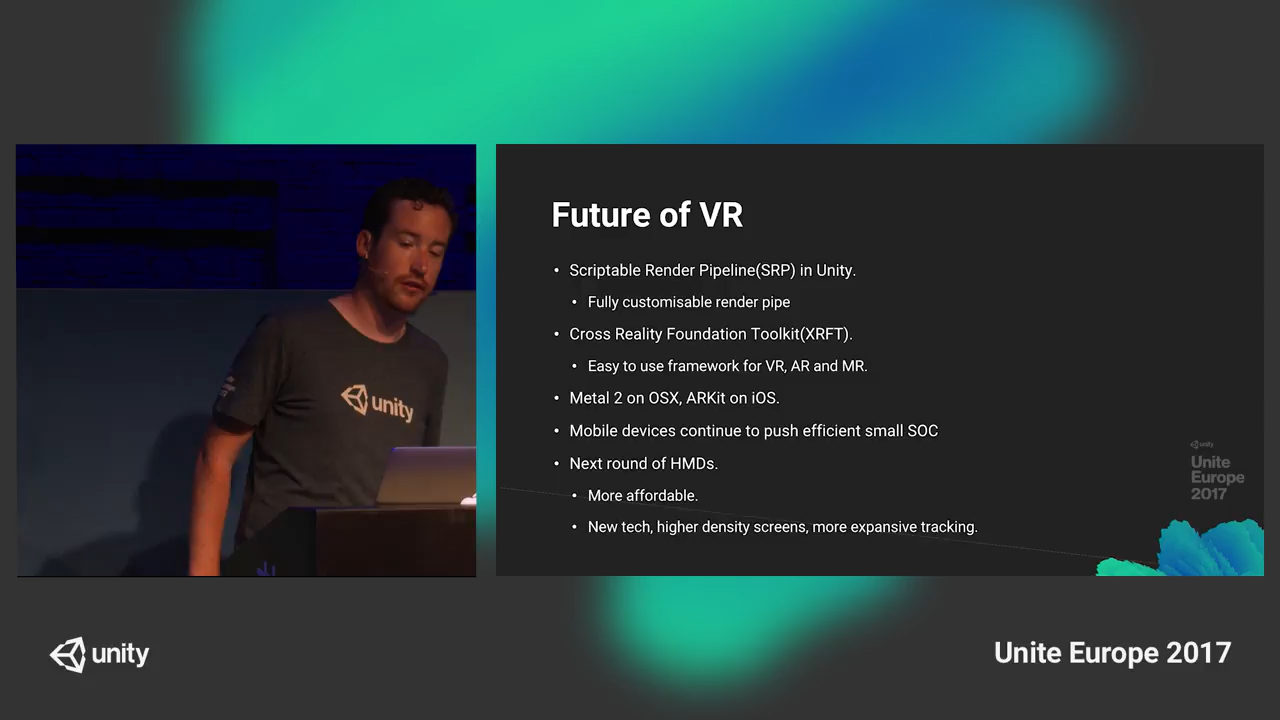 unity
Future of VR
• Scriptable Render Pipeline(SRP) in Unity.
• Fully customisable render pipe
• Cross Reality Foundation Toolkit(XRFT).
• Easy to use framework for VR, AR and MR.
• Metal 2 on OSX, ARKit on iOS.
• Mobile devices continue to push efficient small SOC
• Next round of HMDs.
• More affordable.
• New tech, higher density screens, more expansive tracking.
unity
Unite
Europe
2017
unity
Unite Europe 2017